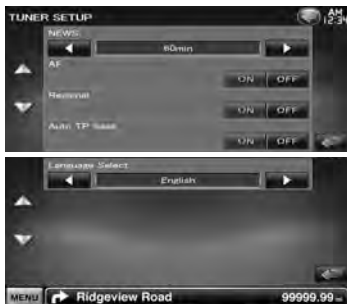 TUNER SETUP
AM
12:34
NEWS
60min
AF
ON OFF
Regional
ON OFF
Auto TP Seek
ON OFF
Language Select
English
MENU Ridgeview Road 99999.99